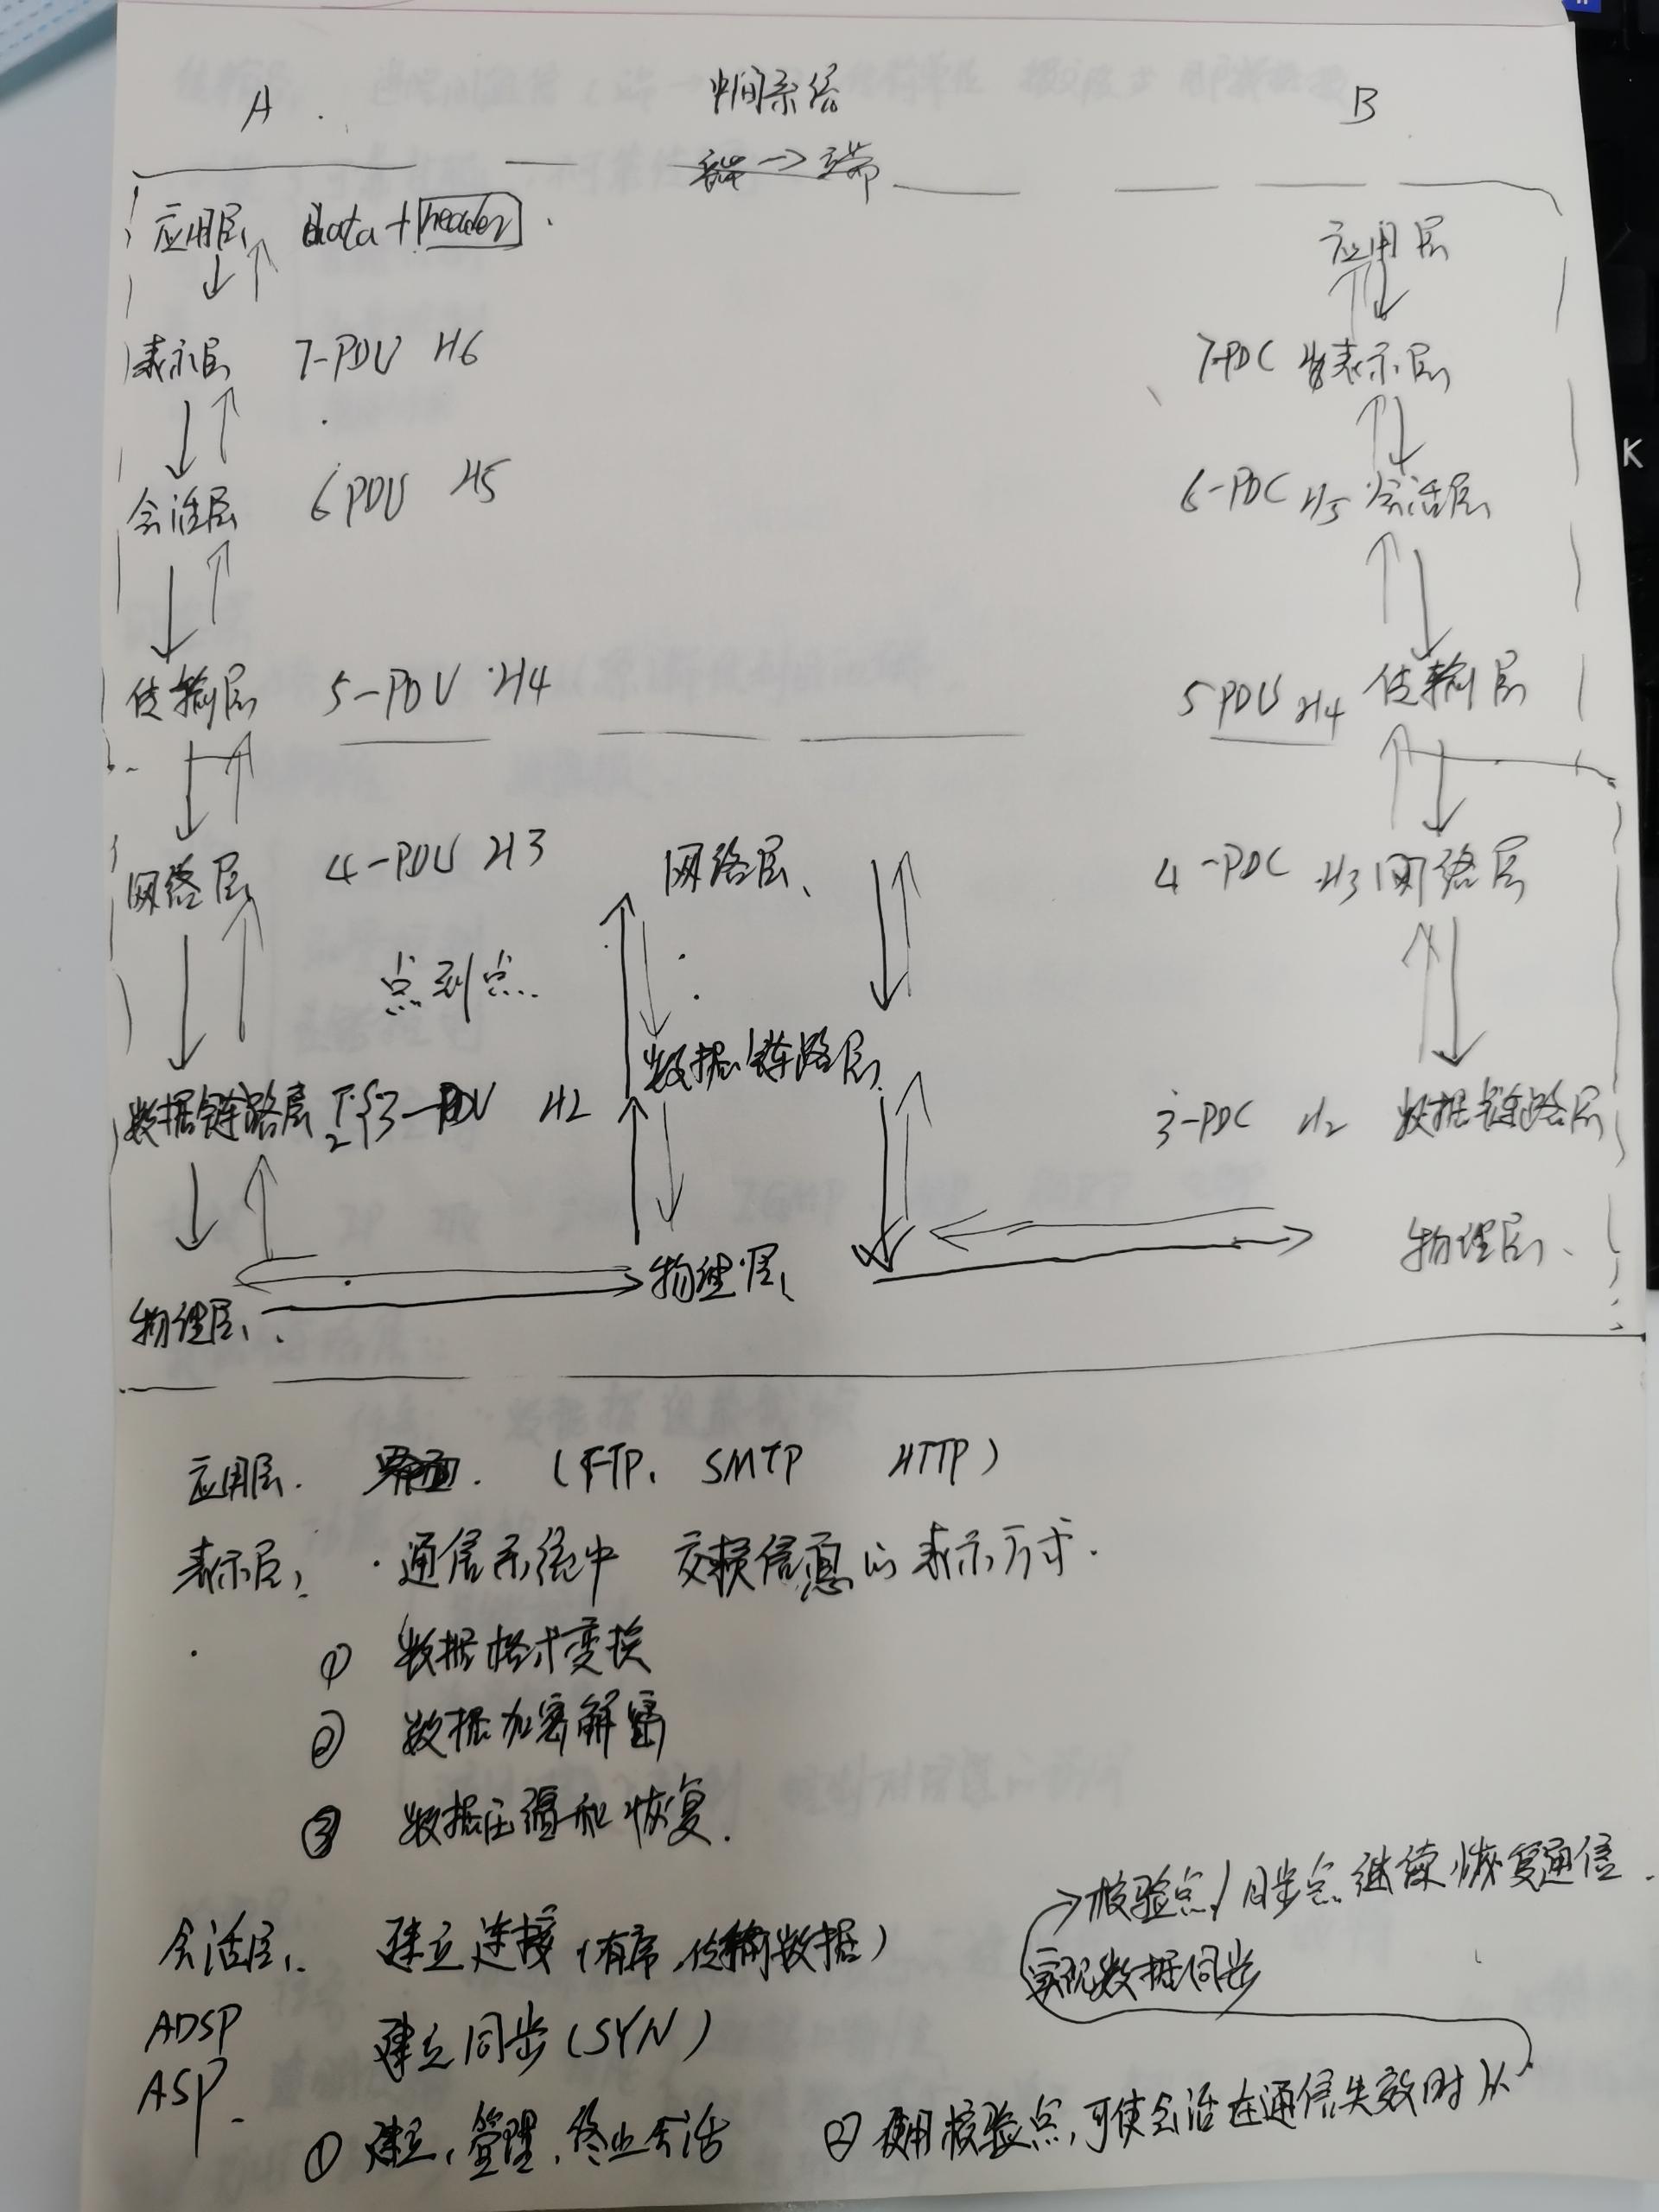 A 中间系统 B
端 → 端
应用层 data + header 应用层
表示层 7-PDU H6 7-PDC 表示层
会话层 6PDU H5 6-PDC H5 会话层
传输层 5-PDU H4 5PDU H4 传输层
网络层 4-PDU H3 网络层、 4-PDC H3 网络层
点到点
数据链路层
数据链路层 T2 3-PDU H2 3-PDC H2 数据链路层
物理层 物理层
物理层
应用层. 界面. (FTP, SMTP HTTP)
表示层, 通信系统中 交换信息的表示方式.
① 数据格式变换
② 数据加密解密
③ 数据压缩和恢复.
→校验点/同步点继续恢复通信.
会话层. 建立连接 (有序传输数据) 实现数据同步
ADSP 建立同步 (SYN)
ASP
① 建立, 管理, 终止会话 ② 使用校验点, 可使会话在通信失效时从